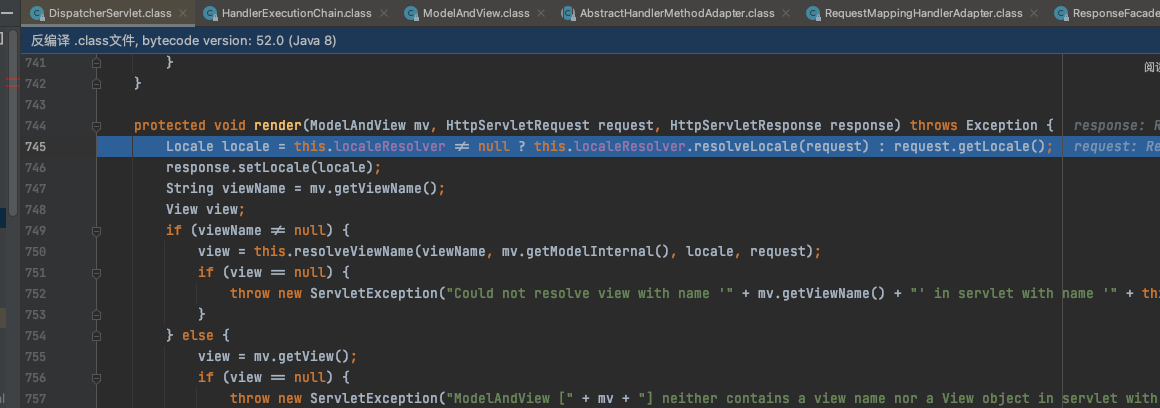 DispatcherServlet.class HandlerExecutionChain.class ModelAndView.class AbstractHandlerMethodAdapter.class RequestMappingHandlerAdapter.class ResponseFacade
反编译 .class文件, bytecode version: 52.0 (Java 8)
741 }
阅
742 }
743
744 protected void render(ModelAndView mv, HttpServletRequest request, HttpServletResponse response) throws Exception { response: R
745 Locale locale = this.localeResolver ≠ null ? this.localeResolver.resolveLocale(request) : request.getLocale(); request: Re
746 response.setLocale(locale);
747 String viewName = mv.getViewName();
748 View view;
749 if (viewName ≠ null) {
750 view = this.resolveViewName(viewName, mv.getModelInternal(), locale, request);
751 if (view == null) {
752 throw new ServletException("Could not resolve view with name '" + mv.getViewName() + "' in servlet with name '" + thi
753 }
754 } else {
755 view = mv.getView();
756 if (view == null) {
757 throw new ServletException("ModelAndView [" + mv + "] neither contains a view name nor a View object in servlet with